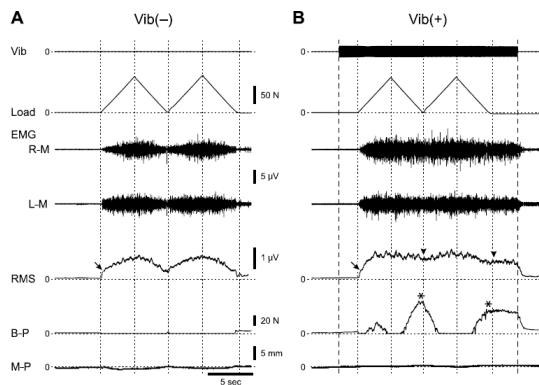 A Vib(–)
B Vib(+)
Vib 0
0
50 N
Load 0
0
EMG
R-M 0
0
5 µV
L-M 0
0
1 µV
RMS 0
0
20 N
B-P 0
0
5 mm
M-P 0
0
5 sec